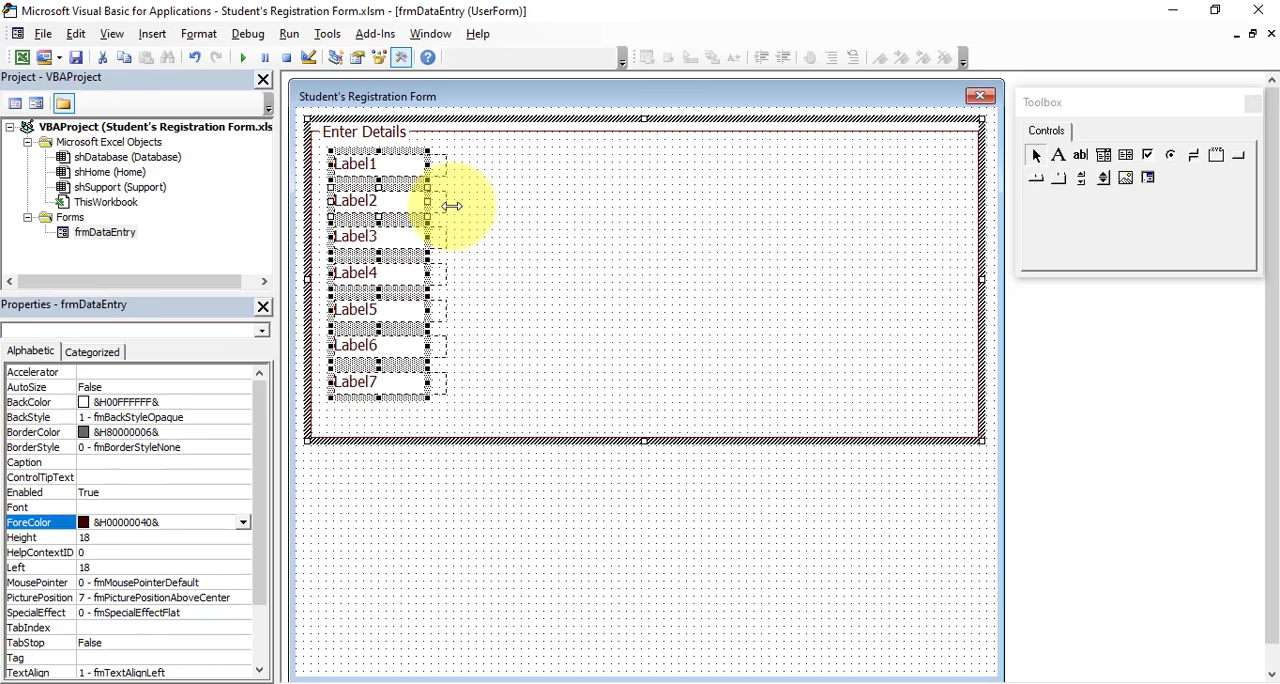 Microsoft Visual Basic for Applications - Student's Registration Form.xlsm - [frmDataEntry (UserForm)]
File Edit View Insert Format Debug Run Tools Add-Ins Window Help
Project - VBAProject
VBAProject (Student's Registration Form.xls
Microsoft Excel Objects
shDatabase (Database)
shHome (Home)
shSupport (Support)
ThisWorkbook
Forms
frmDataEntry
Properties - frmDataEntry
Alphabetic Categorized
Accelerator
AutoSize False
BackColor &H00FFFFFF&
BackStyle 1 - fmBackStyleOpaque
BorderColor &H80000006&
BorderStyle 0 - fmBorderStyleNone
Caption
ControlTipText
Enabled True
Font
ForeColor &H00000040&
Height 18
HelpContextID 0
Left 18
MousePointer 0 - fmMousePointerDefault
PicturePosition 7 - fmPicturePositionAboveCenter
SpecialEffect 0 - fmSpecialEffectFlat
TabIndex
TabStop False
Tag
TextAlign 1 - fmTextAlignLeft
Student's Registration Form
Enter Details
Label1
Label2
Label3
Label4
Label5
Label6
Label7
Toolbox
Controls
A ab|